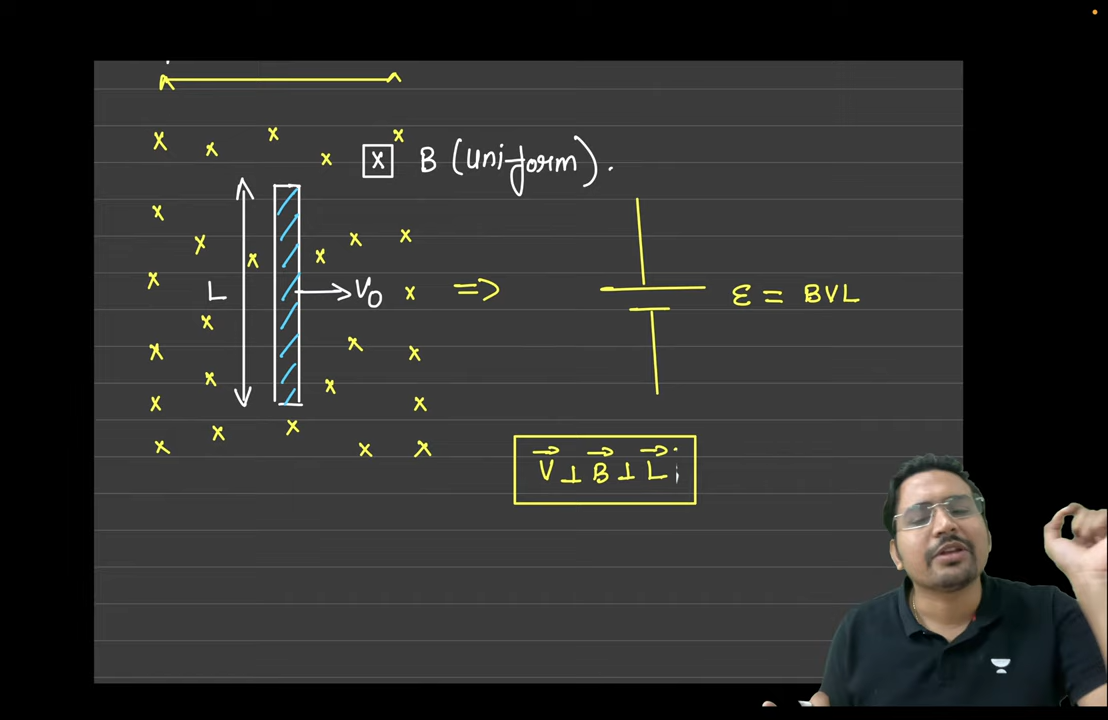 x B (uniform).
L
V0
=>
ε = BVL
V ⊥ B ⊥ L ;